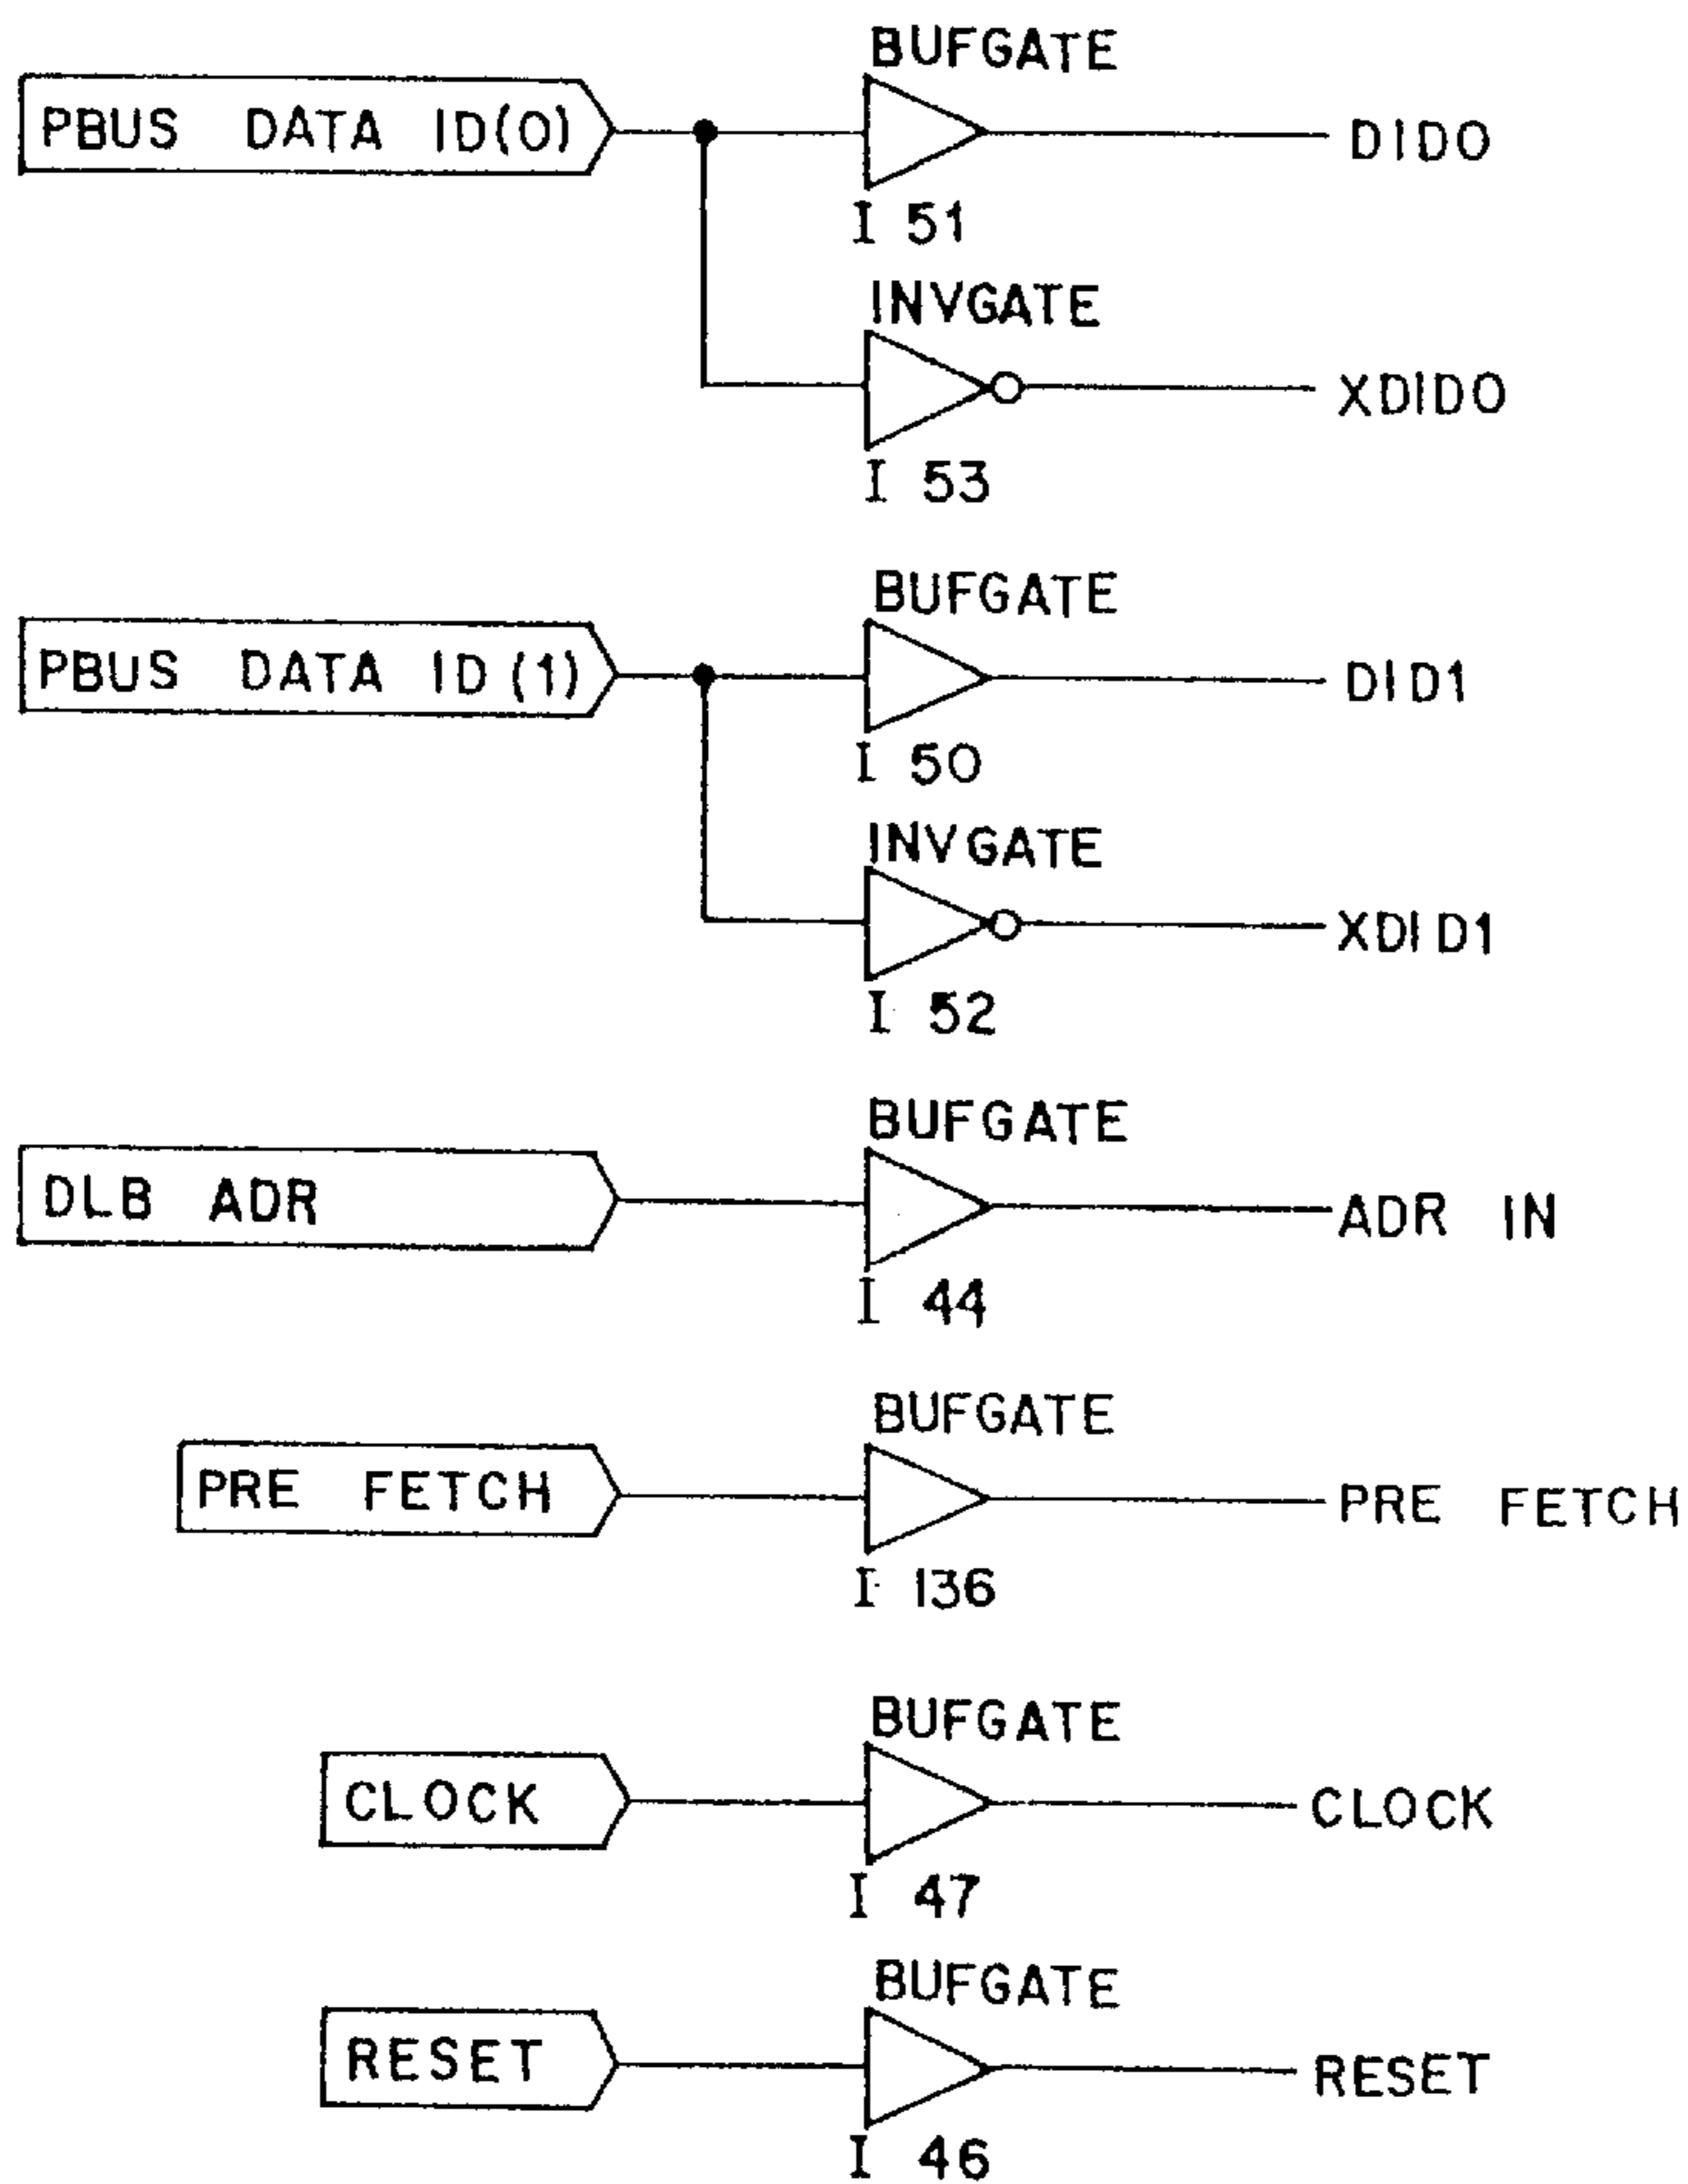 BUFGATE
PBUS DATA ID(0)
DID0
I 51
INVGATE
XDID0
I 53
BUFGATE
PBUS DATA ID(1)
DID1
I 50
INVGATE
XDID1
I 52
BUFGATE
DLB ADR
ADR IN
I 44
BUFGATE
PRE FETCH
PRE FETCH
I 136
BUFGATE
CLOCK
CLOCK
I 47
BUFGATE
RESET
RESET
I 46